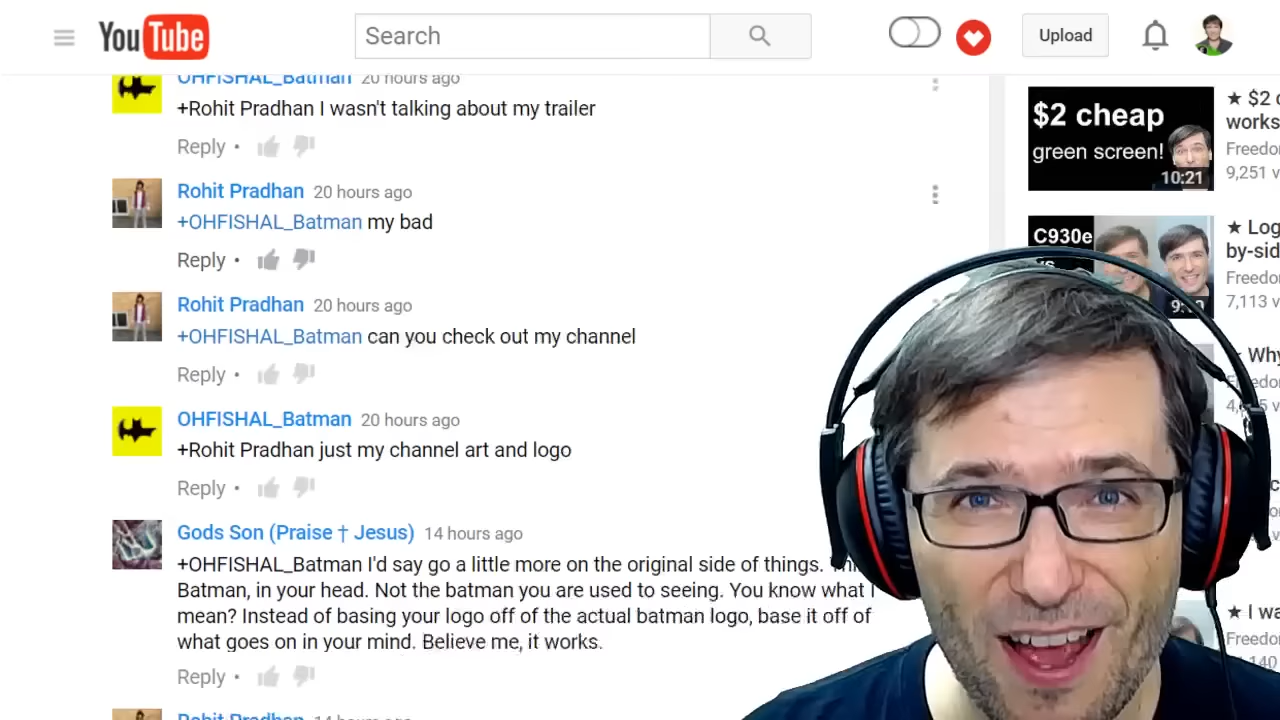 YouTube
Search
Upload
OHFISHAL_Batman 20 hours ago
+Rohit Pradhan I wasn't talking about my trailer
Reply •
Rohit Pradhan 20 hours ago
+OHFISHAL_Batman my bad
Reply •
Rohit Pradhan 20 hours ago
+OHFISHAL_Batman can you check out my channel
Reply •
OHFISHAL_Batman 20 hours ago
+Rohit Pradhan just my channel art and logo
Reply •
Gods Son (Praise † Jesus) 14 hours ago
+OHFISHAL_Batman I'd say go a little more on the original side of things.
Batman, in your head. Not the batman you are used to seeing. You know what I
mean? Instead of basing your logo off of the actual batman logo, base it off of
what goes on in your mind. Believe me, it works.
Reply •
Rohit Pradhan 14 hours ago
$2 cheap
green screen!
10:21
★ $2
works
Freedo
9,251 v
C930e
vs
★ Log
by-sid
Freedo
7,113 v
Why
★ I wa
Freedo